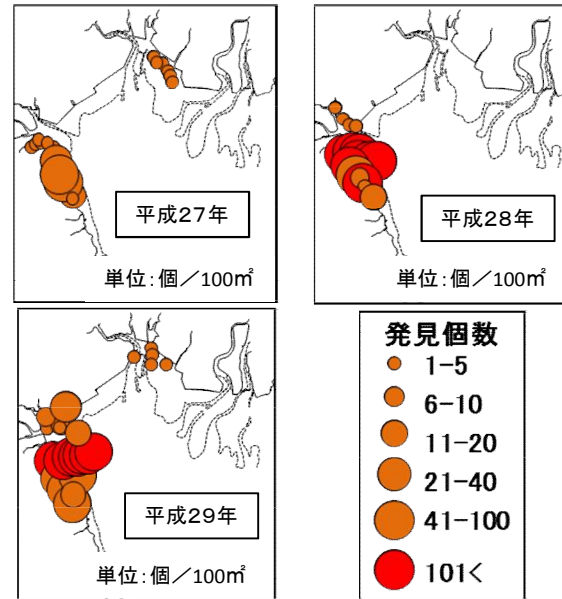 平成27年
単位:個/100㎡
平成28年
単位:個/100㎡
平成29年
単位:個/100㎡
発見個数
1-5
6-10
11-20
21-40
41-100
101<